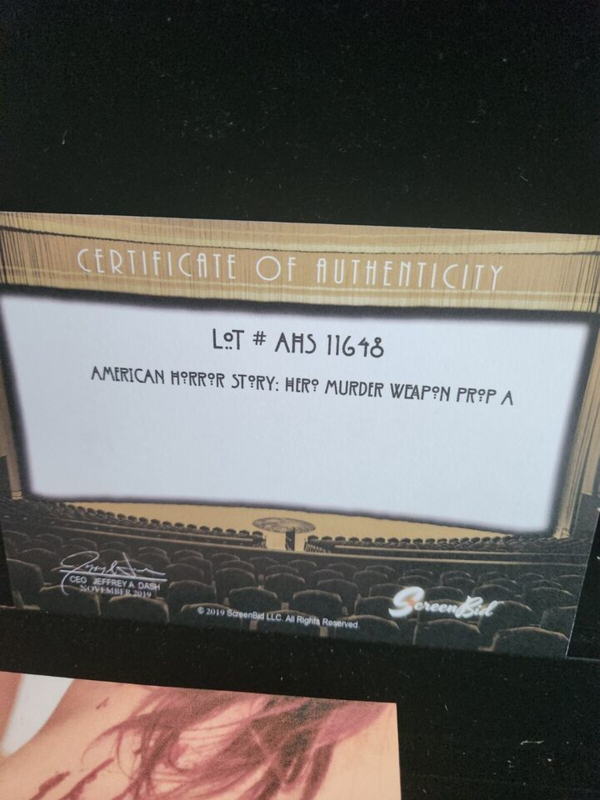 CERTIFICATE OF AUTHENTICITY
LOT # AHS 11648
AMERICAN HORROR STORY: HERO MURDER WEAPON PROP A
CEO JEFFREY A DASH
NOVEMBER 2019
© 2019 ScreenBid LLC. All Rights Reserved
ScreenBid